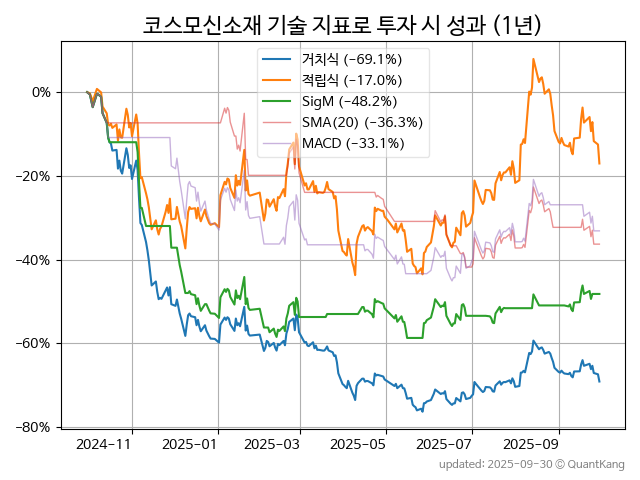 코스모신소재 기술 지표로 투자 시 성과 (1년)
거치식 (-69.1%)
적립식 (-17.0%)
SigM (-48.2%)
SMA(20) (-36.3%)
MACD (-33.1%)
0%
-20%
-40%
-60%
-80%
2024-11 2025-01 2025-03 2025-05 2025-07 2025-09
updated: 2025-09-30 © QuantKang